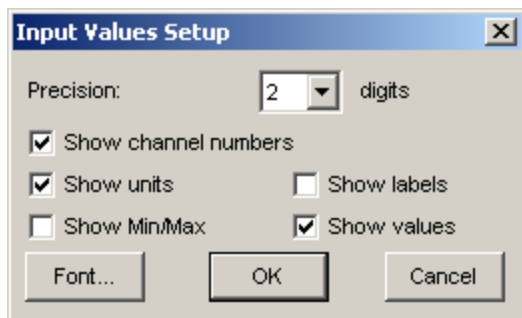 Input Values Setup
Precision: 2 digits
Show channel numbers
Show units Show labels
Show Min/Max Show values
Font... OK Cancel